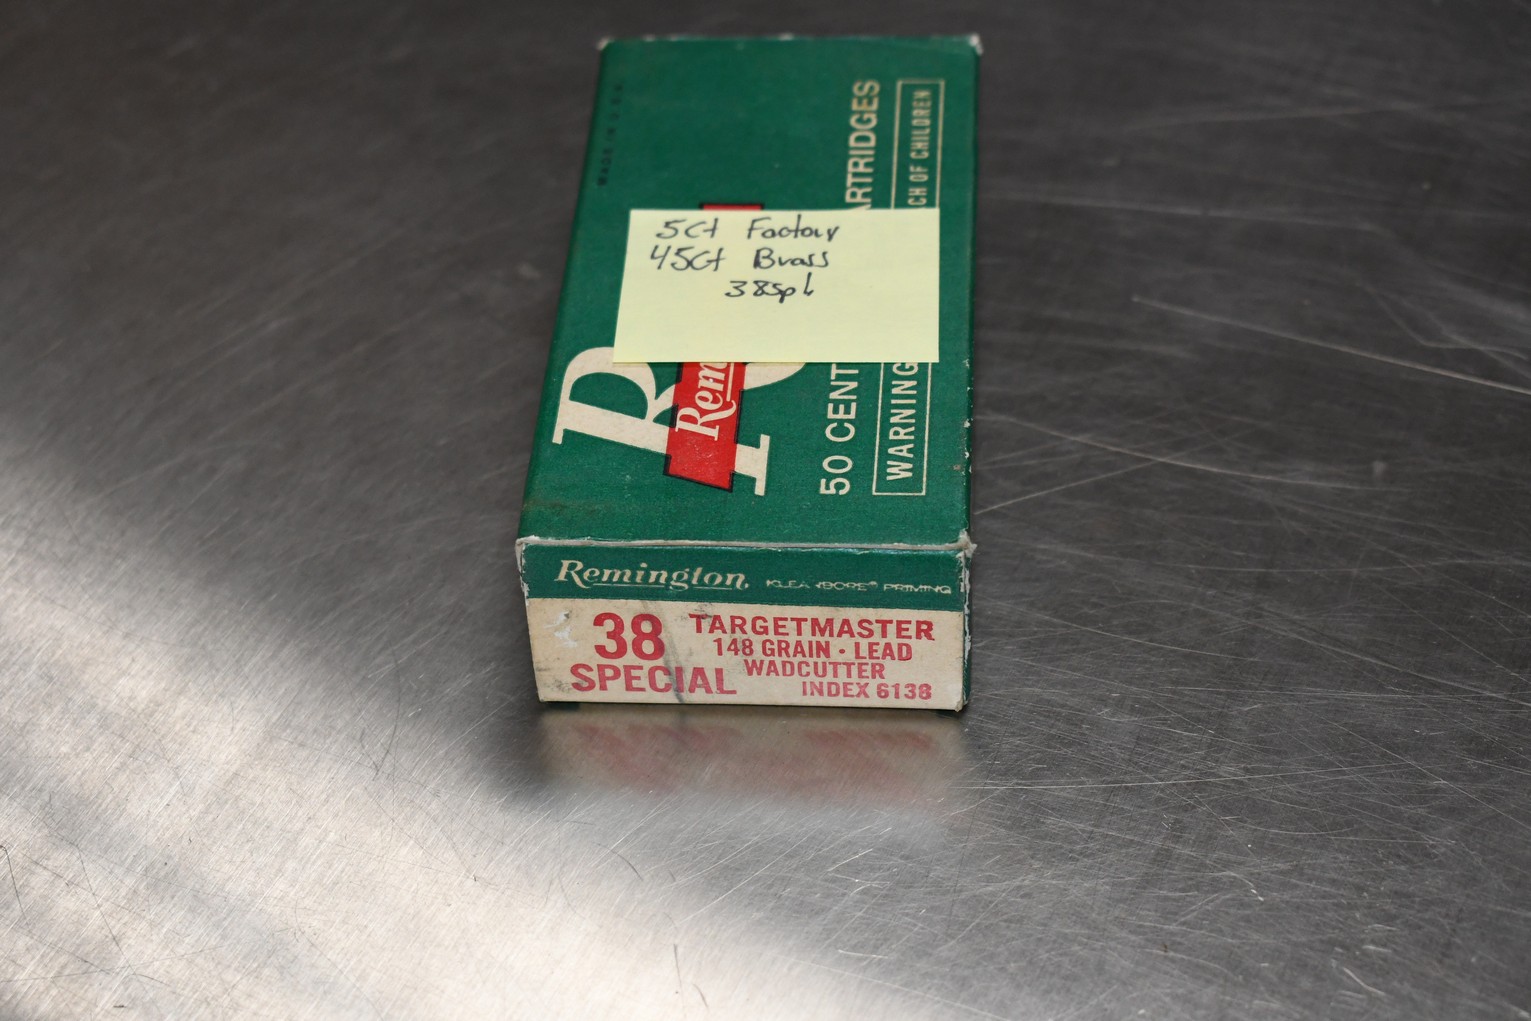 MADE IN U.S.A.
5Ct Factory
45Ct Brass
38spl
R
Rem
50 CENT
ARTRIDGES
WARNING
CH OF CHILDREN
Remington
KLEANBORE® PRIMING
38
SPECIAL
TARGETMASTER
148 GRAIN · LEAD
WADCUTTER
INDEX 6138